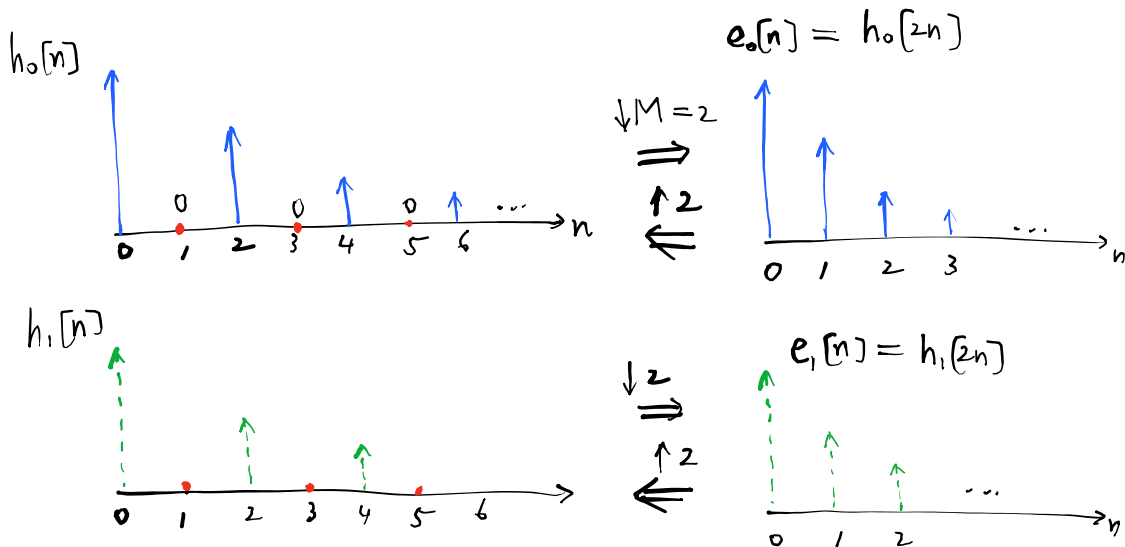 h₀[n]
e₀[n] = h₀[2n]
↓M = 2
↑2
0 0 0 ...
n
0 1 2 3 4 5 6
...
n
0 1 2 3
h₁[n]
e₁[n] = h₁[2n]
↓2
↑2
0 1 2 3 4 5 6
...
n
0 1 2